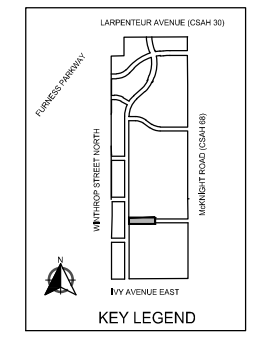 LARPENTEUR AVENUE (CSAH 30)
FURNESS PARKWAY
WINTHROP STREET NORTH
McKNIGHT ROAD (CSAH 68)
N
IVY AVENUE EAST
KEY LEGEND